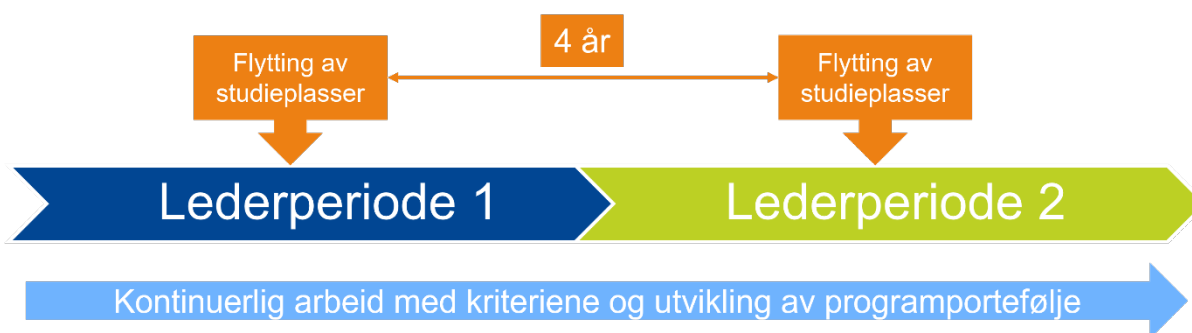 4 år
Flytting av
studieplasser
Flytting av
studieplasser
Lederperiode 1
Lederperiode 2
Kontinuerlig arbeid med kriteriene og utvikling av programportefølje